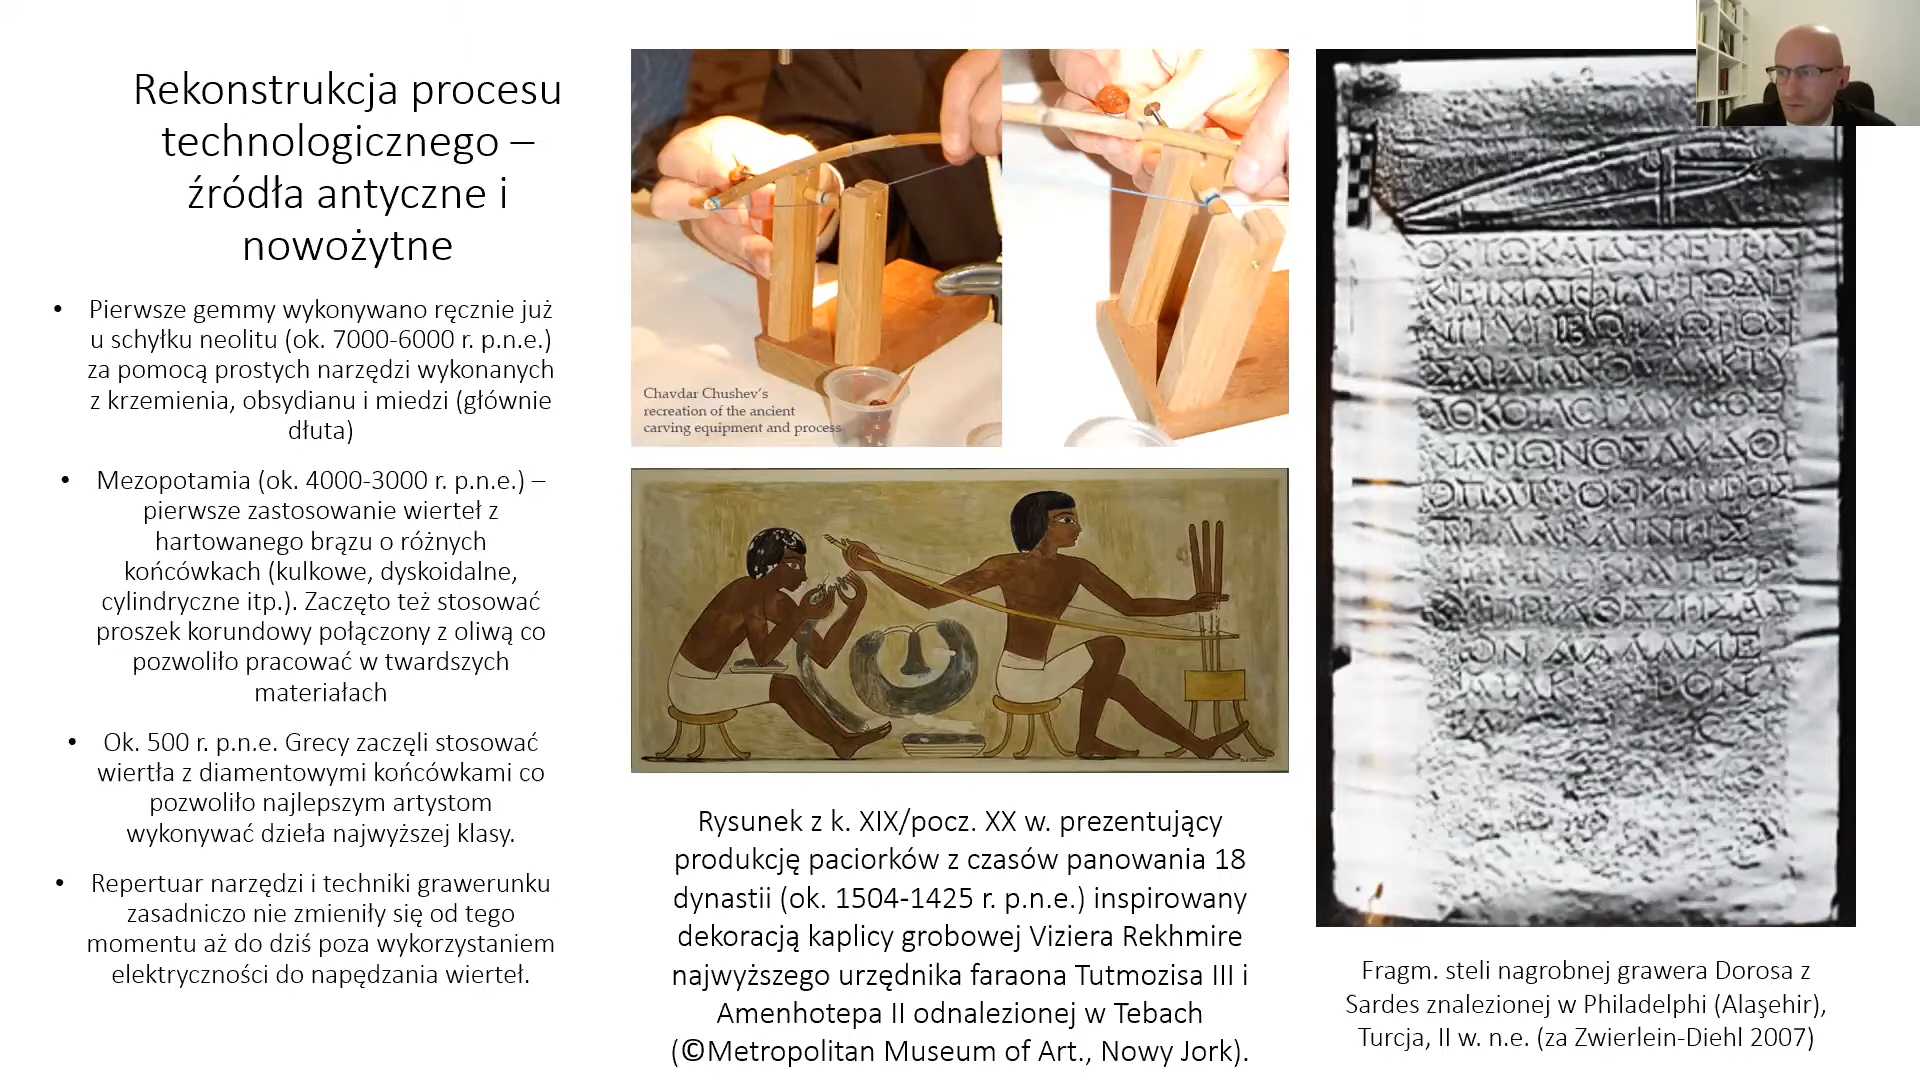 Rekonstrukcja procesu
technologicznego –
źródła antyczne i
nowożytne
• Pierwsze gemmy wykonywano ręcznie już
u schyłku neolitu (ok. 7000-6000 r. p.n.e.)
za pomocą prostych narzędzi wykonanych
z krzemienia, obsydianu i miedzi (głównie
dłuta)
• Mezopotamia (ok. 4000-3000 r. p.n.e.) –
pierwsze zastosowanie wierteł z
hartowanego brązu o różnych
końcówkach (kulkowe, dyskoidalne,
cylindryczne itp.). Zaczęto też stosować
proszek korundowy połączony z oliwą co
pozwoliło pracować w twardszych
materiałach
• Ok. 500 r. p.n.e. Grecy zaczęli stosować
wiertła z diamentowymi końcówkami co
pozwoliło najlepszym artystom
wykonywać dzieła najwyższej klasy.
• Repertuar narzędzi i techniki grawerunku
zasadniczo nie zmieniły się od tego
momentu aż do dziś poza wykorzystaniem
elektryczności do napędzania wierteł.
Chavdar Chushev's
recreation of the ancient
carving equipment and process
Rysunek z k. XIX/pocz. XX w. prezentujący
produkcję paciorków z czasów panowania 18
dynastii (ok. 1504-1425 r. p.n.e.) inspirowany
dekoracją kaplicy grobowej Viziera Rekhmire
najwyższego urzędnika faraona Tutmozisa III i
Amenhotepa II odnalezionej w Tebach
(©Metropolitan Museum of Art., Nowy Jork).
Fragm. steli nagrobnej grawera Dorosa z
Sardes znalezionej w Philadelphi (Alaşehir),
Turcja, II w. n.e. (za Zwierlein-Diehl 2007)